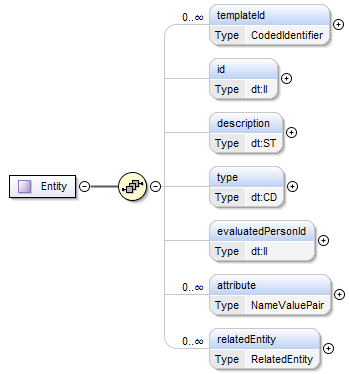 0..∞
templateId
Type CodedIdentifier
id
Type dt:II
description
Type dt:ST
Entity
type
Type dt:CD
evaluatedPersonId
Type dt:II
0..∞
attribute
Type NameValuePair
0..∞
relatedEntity
Type RelatedEntity